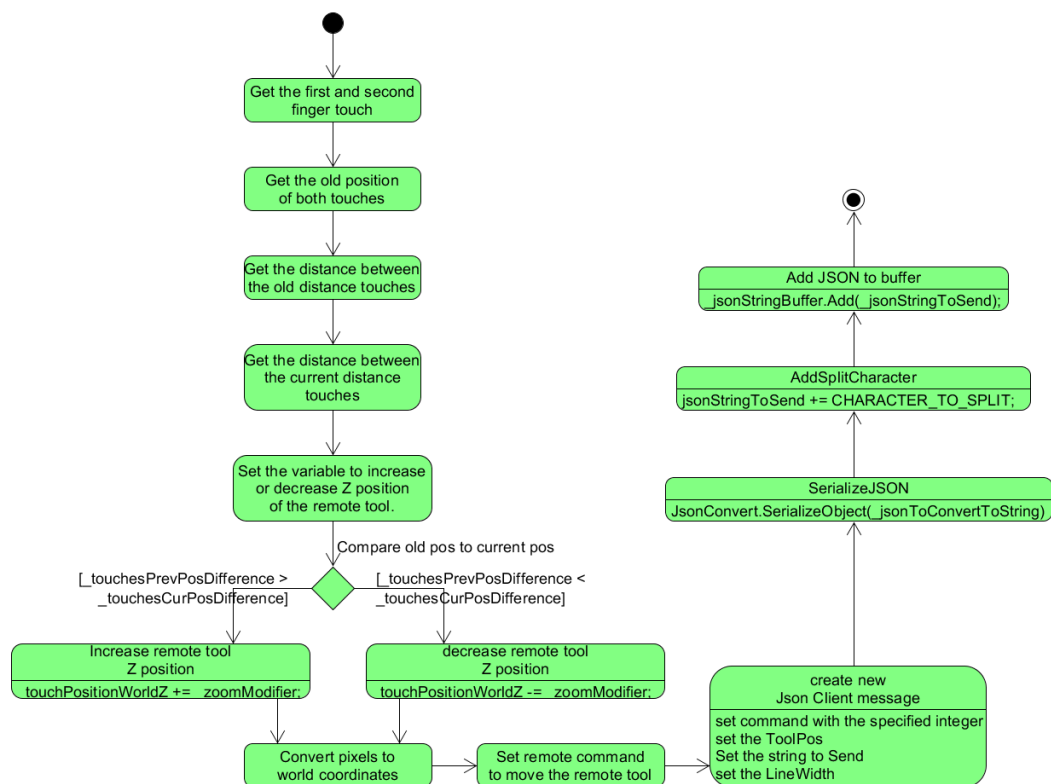 Get the first and second
finger touch
Get the old position
of both touches
Get the distance between
the old distance touches
Get the distance between
the current distance
touches
Set the variable to increase
or decrease Z position
of the remote tool.
Compare old pos to current pos
[_touchesPrevPosDifference >
_touchesCurPosDifference]
[_touchesPrevPosDifference <
_touchesCurPosDifference]
Increase remote tool
Z position
touchPositionWorldZ += _zoomModifier;
decrease remote tool
Z position
touchPositionWorldZ -= _zoomModifier;
Convert pixels to
world coordinates
Set remote command
to move the remote tool
create new
Json Client message
set command with the specified integer
set the ToolPos
Set the string to Send
set the LineWidth
SerializeJSON
JsonConvert.SerializeObject(_jsonToConvertToString)
AddSplitCharacter
jsonStringToSend += CHARACTER_TO_SPLIT;
Add JSON to buffer
_jsonStringBuffer.Add(_jsonStringToSend);